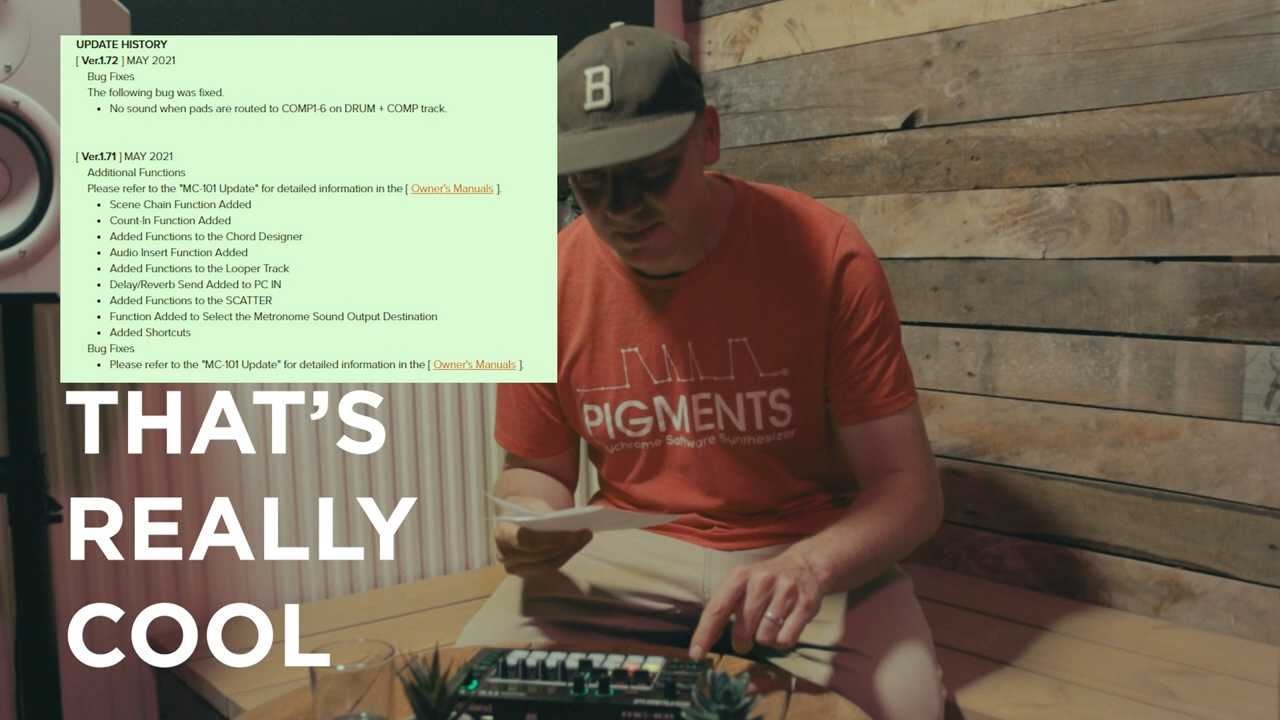 UPDATE HISTORY
[ Ver.1.72 ] MAY 2021
Bug Fixes
The following bug was fixed.
• No sound when pads are routed to COMP1-6 on DRUM + COMP track.
[ Ver.1.71 ] MAY 2021
Additional Functions
Please refer to the "MC-101 Update" for detailed information in the [ Owner's Manuals ].
• Scene Chain Function Added
• Count-In Function Added
• Added Functions to the Chord Designer
• Audio Insert Function Added
• Added Functions to the Looper Track
• Delay/Reverb Send Added to PC IN
• Added Functions to the SCATTER
• Function Added to Select the Metronome Sound Output Destination
• Added Shortcuts
Bug Fixes
• Please refer to the "MC-101 Update" for detailed information in the [ Owner's Manuals ].
THAT’S
REALLY
COOL
B
PIGMENTS
Software Synthesizer